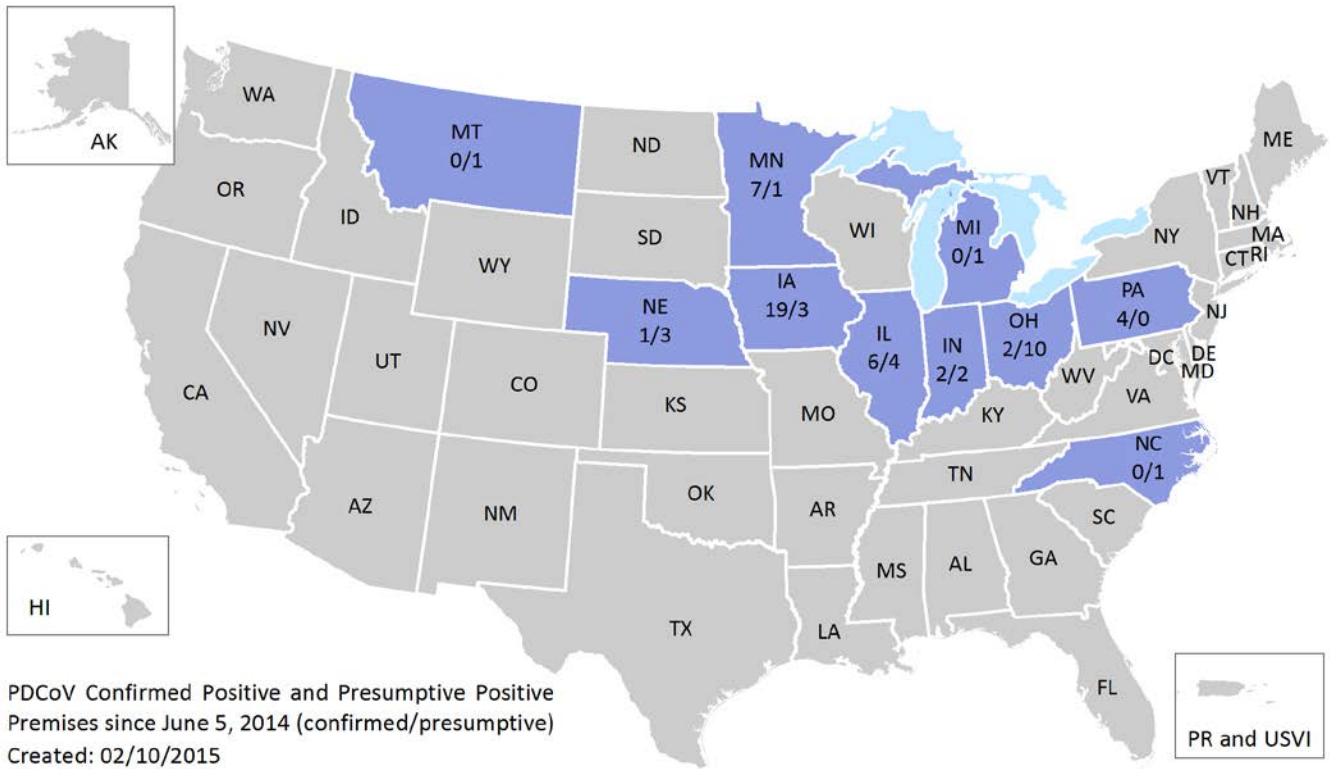 AK
WA
MT
0/1
ND
MN
7/1
ME
OR
ID
SD
WI
MI
0/1
VT
NH
NY
MA
CT
RI
WY
NE
1/3
IA
19/3
IL
6/4
IN
2/2
OH
2/10
PA
4/0
NJ
NV
UT
CO
CA
KS
MO
KY
WV
DC
DE
MD
VA
NC
0/1
TN
AZ
NM
OK
AR
SC
MS
AL
GA
HI
TX
LA
FL
PR and USVI
PDCoV Confirmed Positive and Presumptive Positive
Premises since June 5, 2014 (confirmed/presumptive)
Created: 02/10/2015